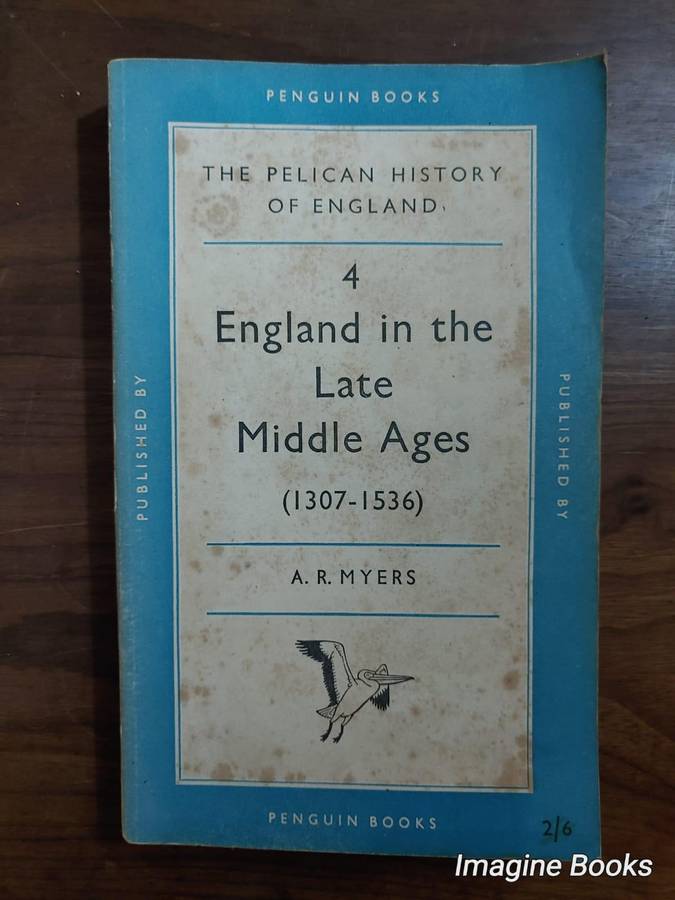 PENGUIN BOOKS
THE PELICAN HISTORY
OF ENGLAND
4
England in the
Late
Middle Ages
(1307-1536)
A. R. MYERS
PUBLISHED BY
PUBLISHED BY
PENGUIN BOOKS
2/6
Imagine Books